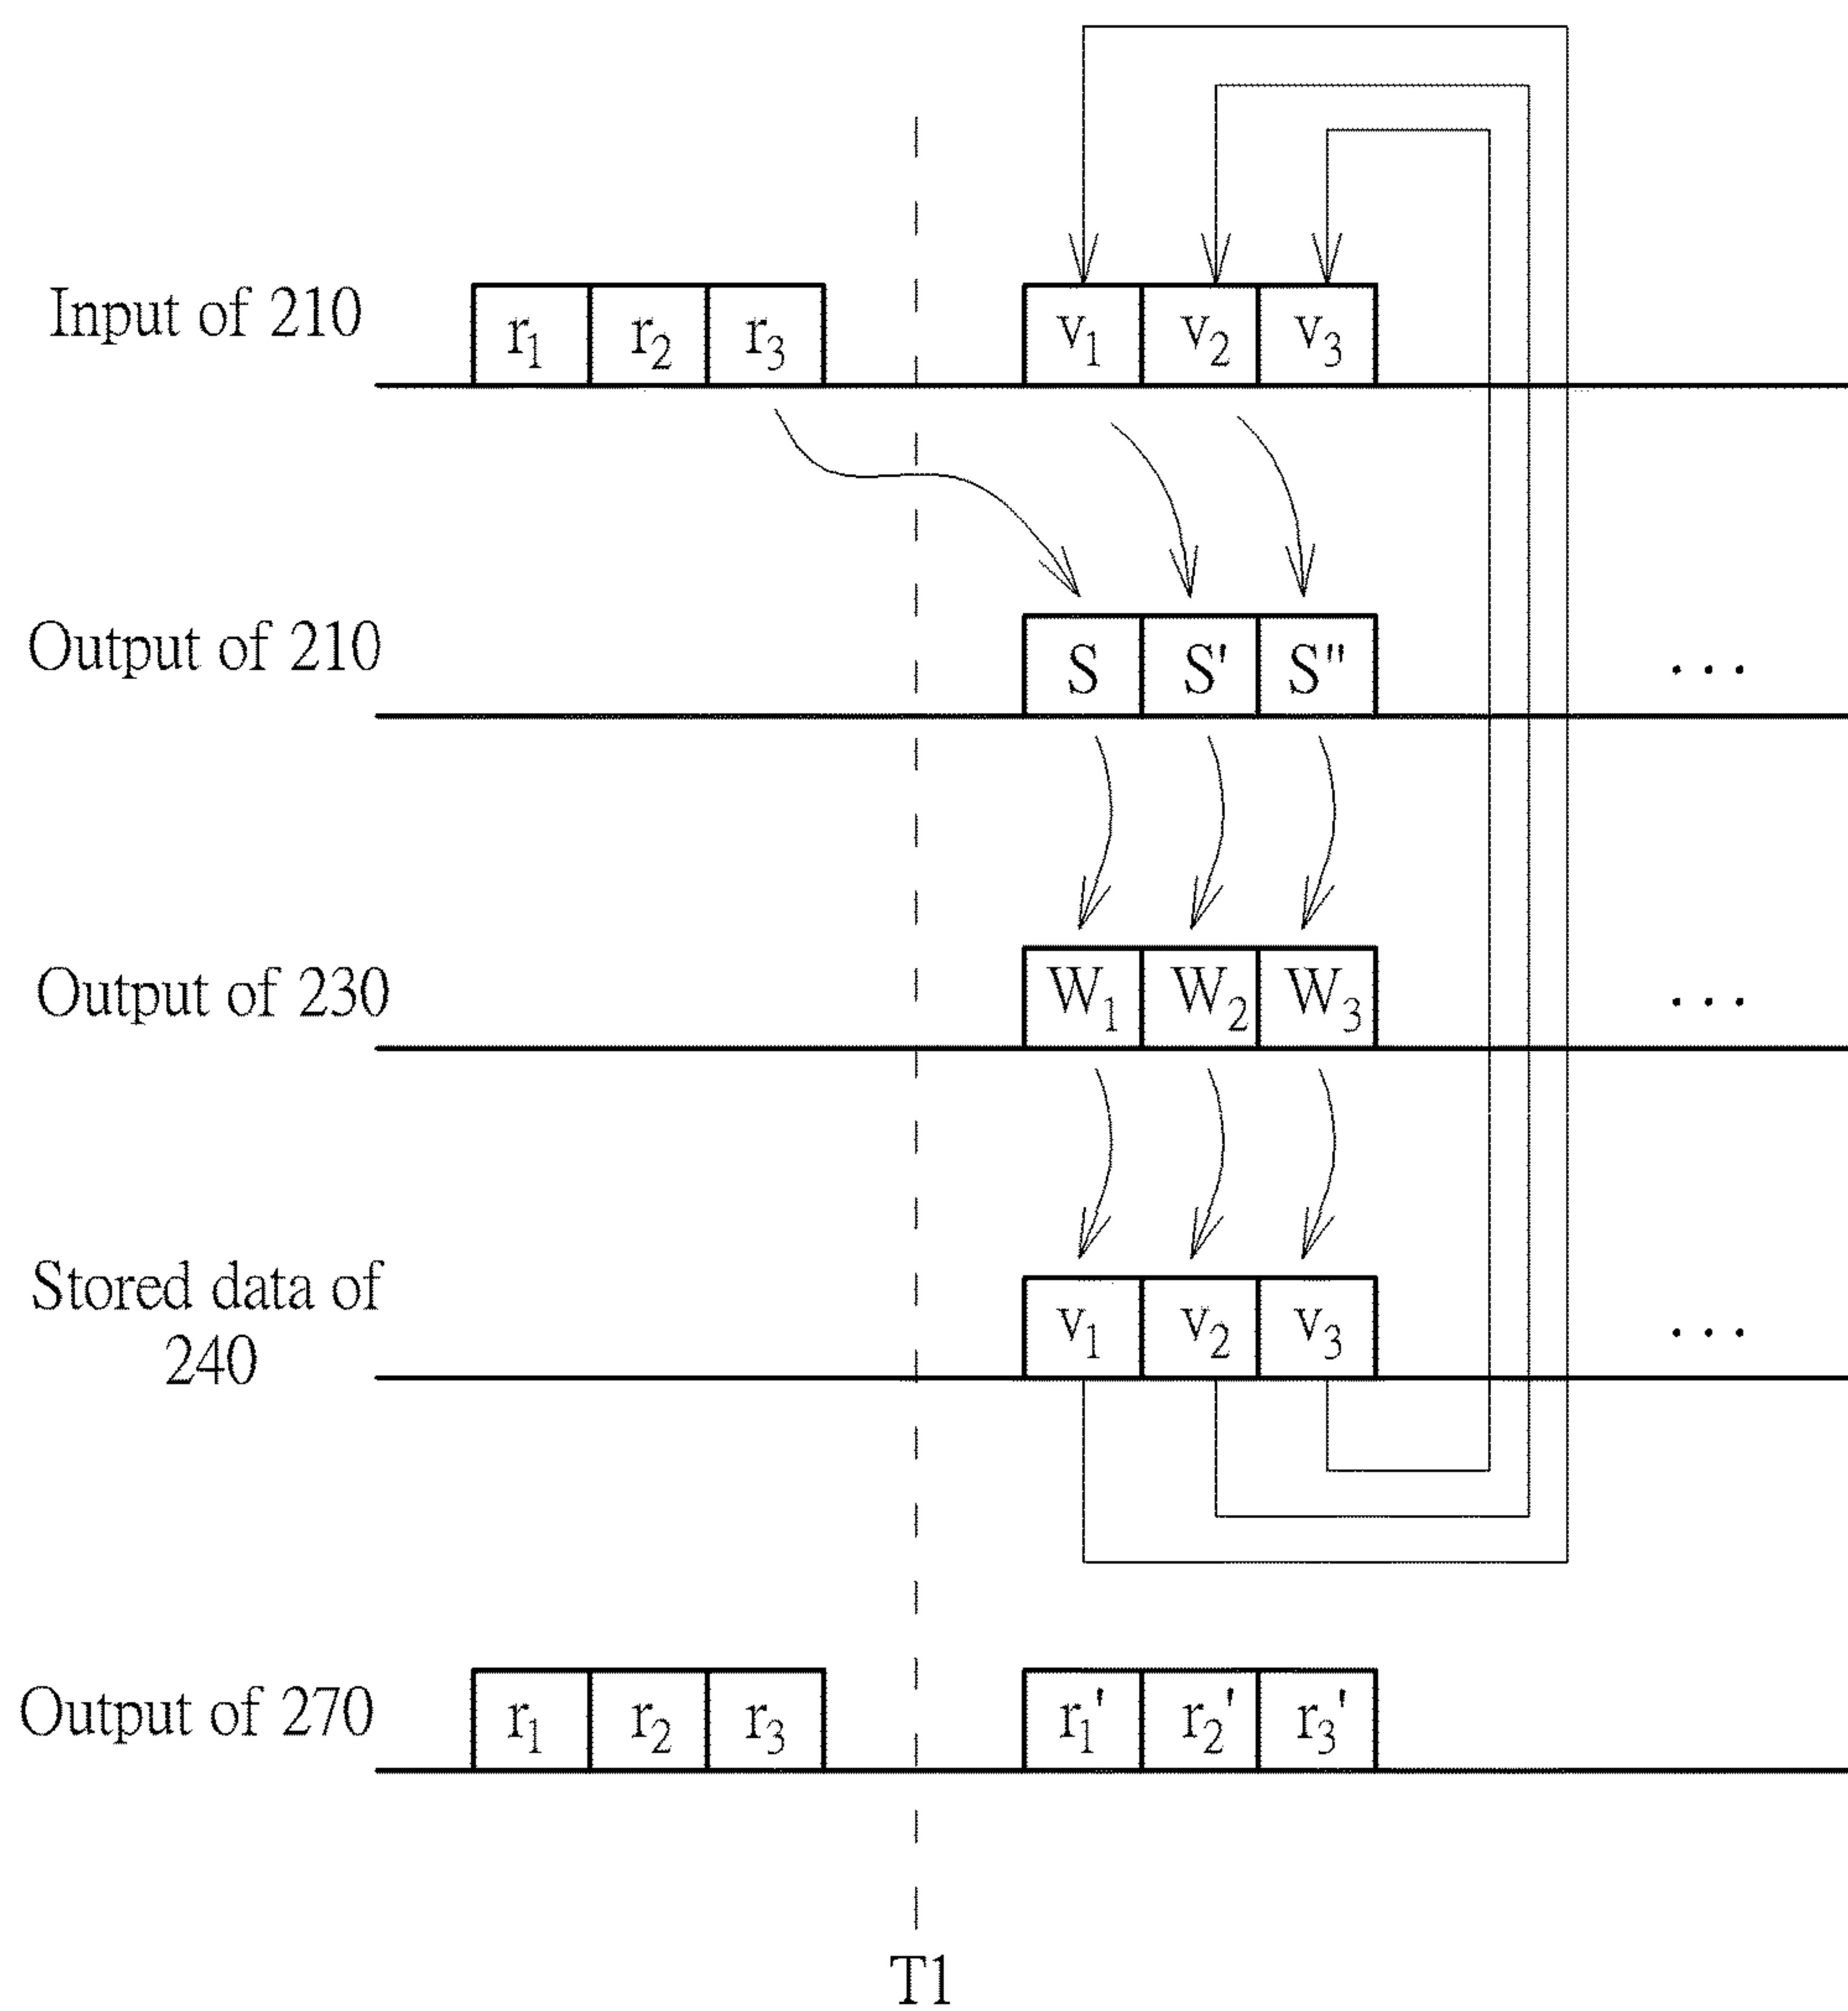 Input of 210 r₁ r₂ r₃ v₁ v₂ v₃
Output of 210 S S' S" ...
Output of 230 W₁ W₂ W₃ ...
Stored data of
240 v₁ v₂ v₃ ...
Output of 270 r₁ r₂ r₃ r₁' r₂' r₃'
T1